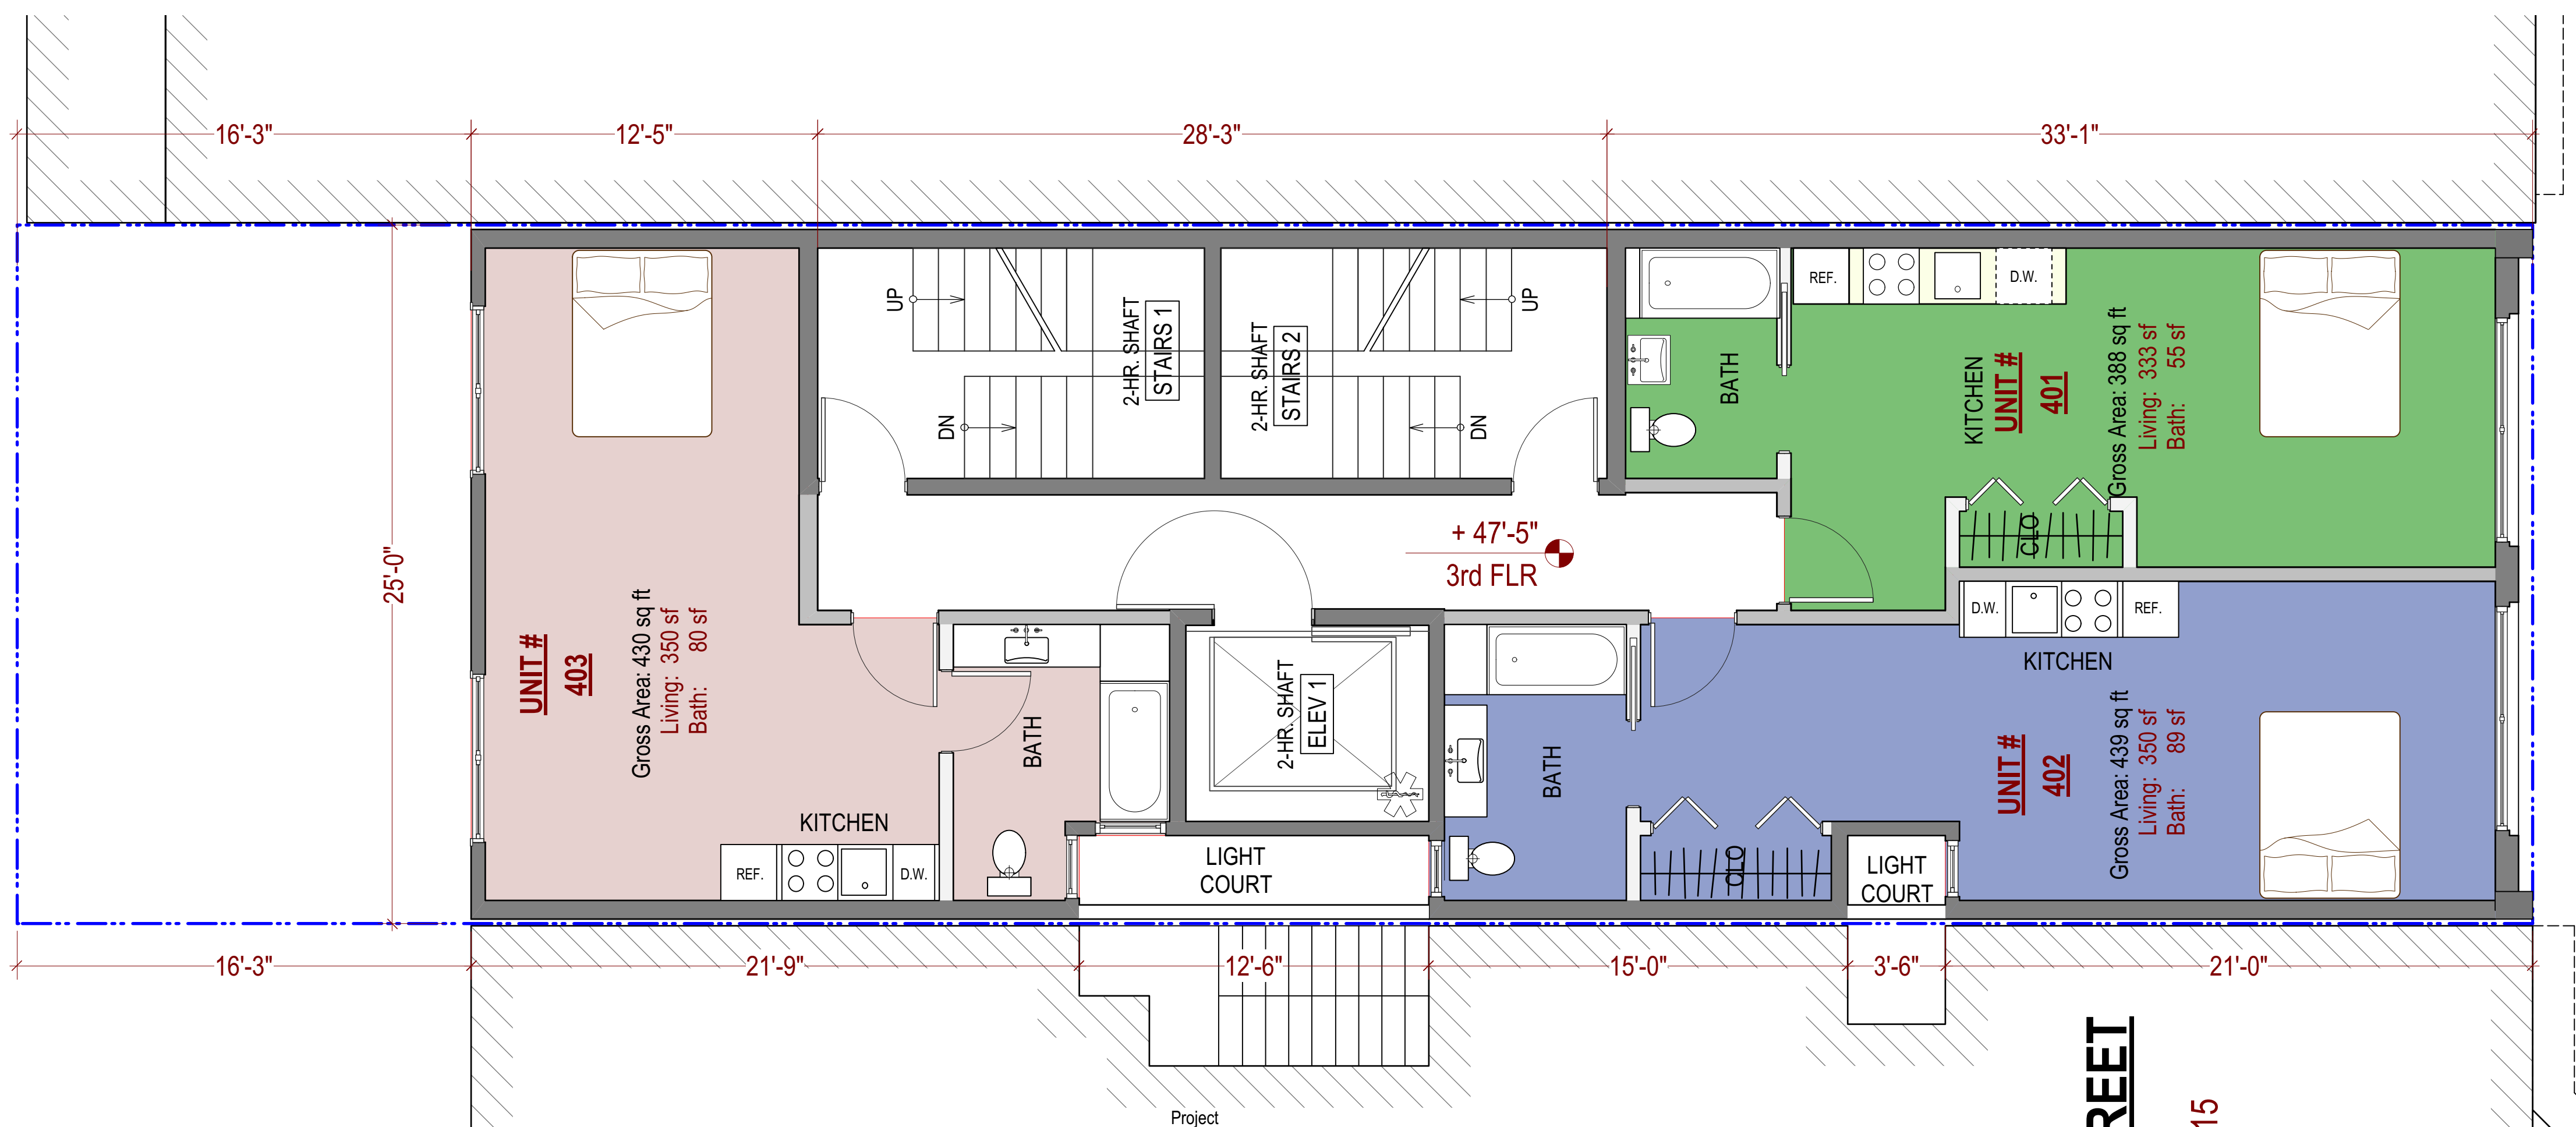 16'-3"
12'-5"
28'-3"
33'-1"
25'-0"
UNIT #
403
Gross Area: 430 sq ft
Living: 350 sf
Bath: 80 sf
KITCHEN
REF.
D.W.
BATH
UP
DN
2-HR. SHAFT
STAIRS 1
2-HR. SHAFT
STAIRS 2
UP
DN
+ 47'-5"
3rd FLR
2-HR. SHAFT
ELEV 1
LIGHT
COURT
BATH
REF.
D.W.
KITCHEN
UNIT #
401
Gross Area: 388 sq ft
Living: 333 sf
Bath: 55 sf
CLO
D.W.
REF.
KITCHEN
UNIT #
402
Gross Area: 439 sq ft
Living: 350 sf
Bath: 89 sf
BATH
CLO
LIGHT
COURT
16'-3"
21'-9"
12'-6"
15'-0"
3'-6"
21'-0"
Project
REET
15